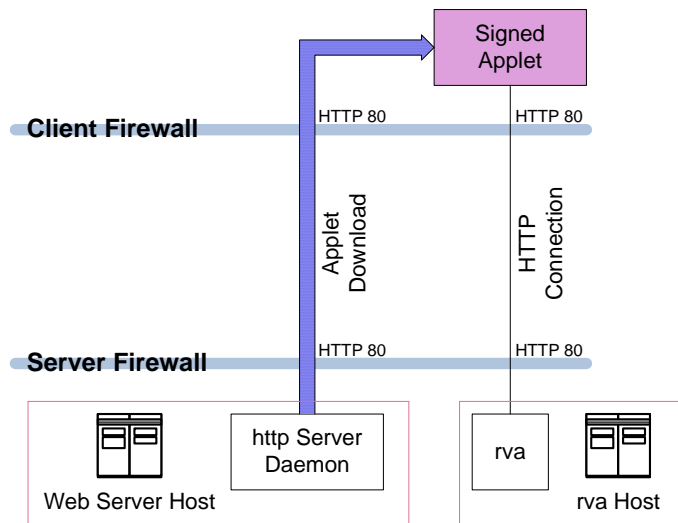 Signed
Applet
HTTP 80
HTTP 80
Client Firewall
Applet
Download
HTTP
Connection
HTTP 80
HTTP 80
Server Firewall
http Server
Daemon
rva
Web Server Host
rva Host